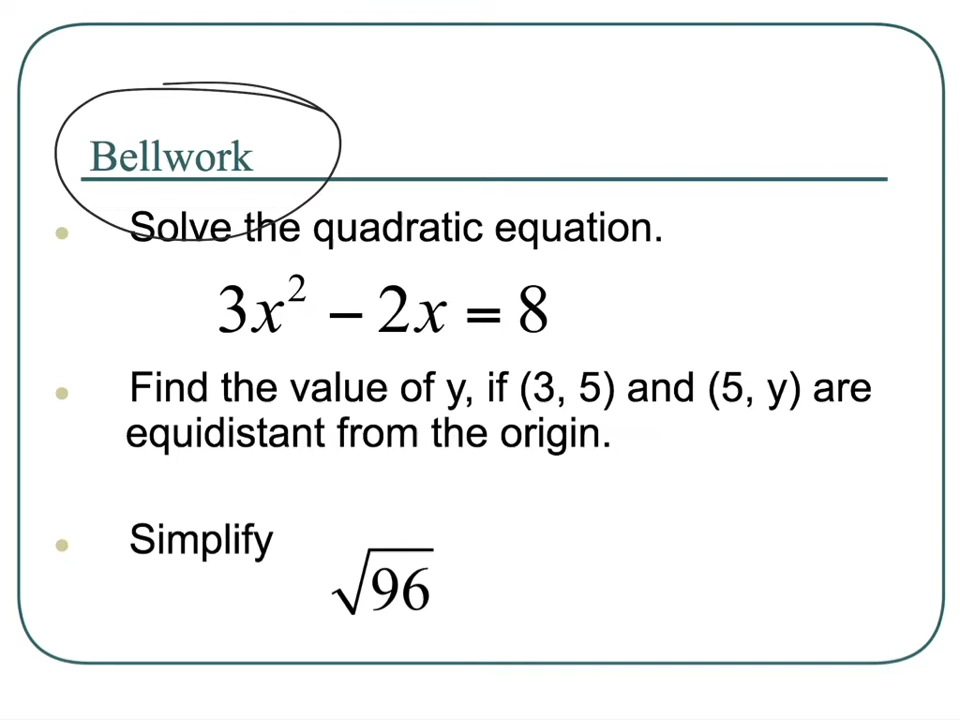 Bellwork
• Solve the quadratic equation.
3x² – 2x = 8
• Find the value of y, if (3, 5) and (5, y) are
equidistant from the origin.
• Simplify
√96